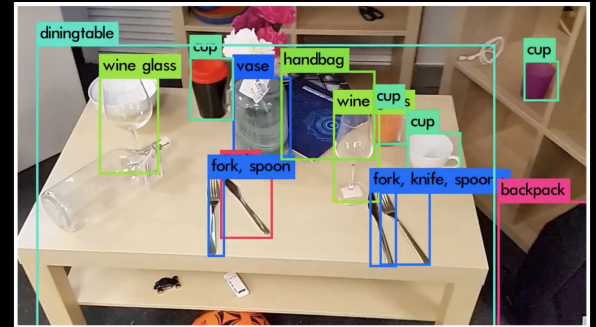 diningtable
cup
cup
wine glass
vase
handbag
wine
cup
s
cup
fork, spoon
fork, knife, spoon
backpack